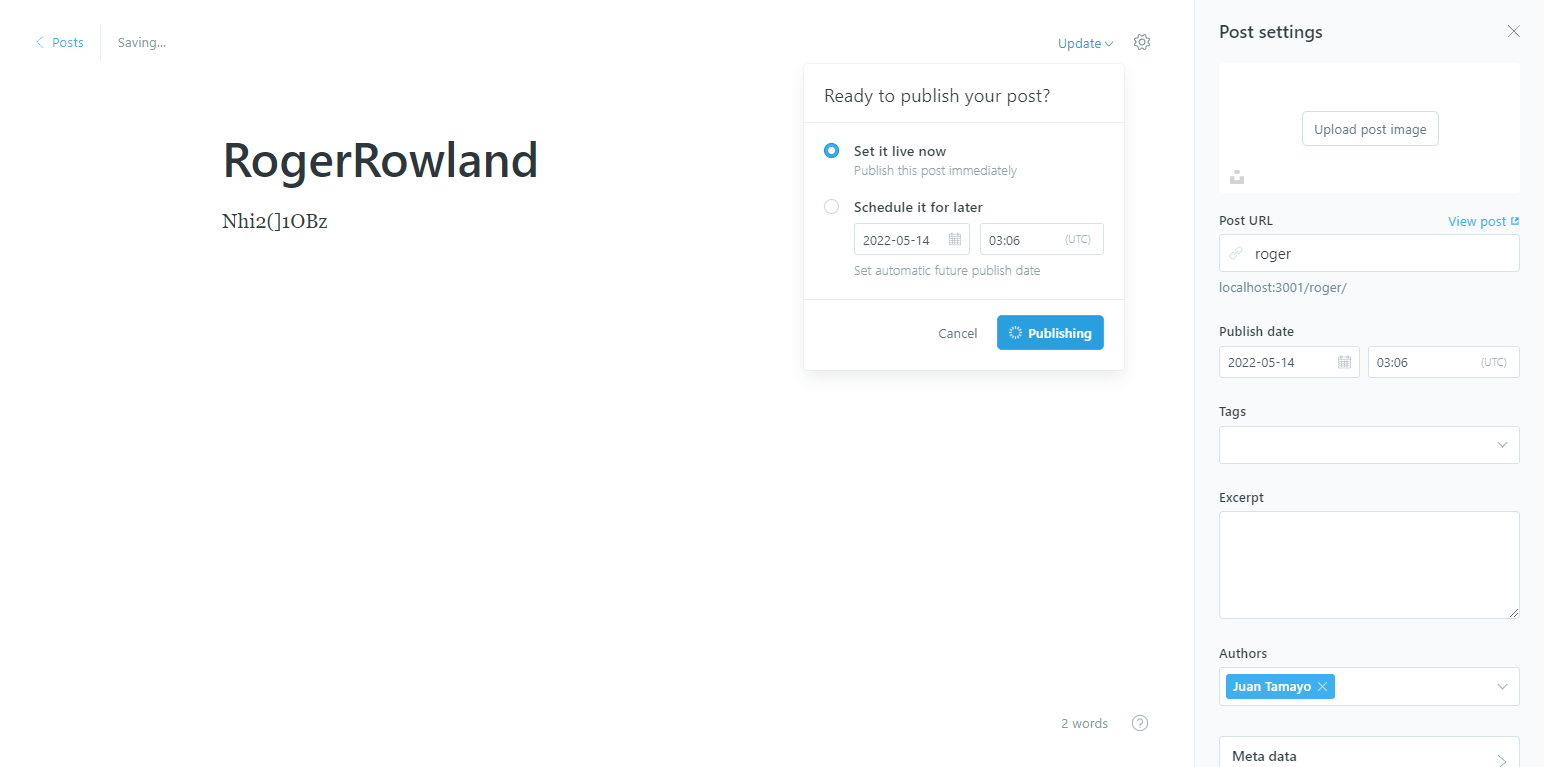 Posts
Saving...
Update
RogerRowland
Nhi2(]1OBz
Ready to publish your post?
Set it live now
Publish this post immediately
Schedule it for later
2022-05-14 03:06 (UTC)
Set automatic future publish date
Cancel Publishing
2 words
Post settings
Upload post image
Post URL View post
roger
localhost:3001/roger/
Publish date
2022-05-14 03:06 (UTC)
Tags
Excerpt
Authors
Juan Tamayo
Meta data